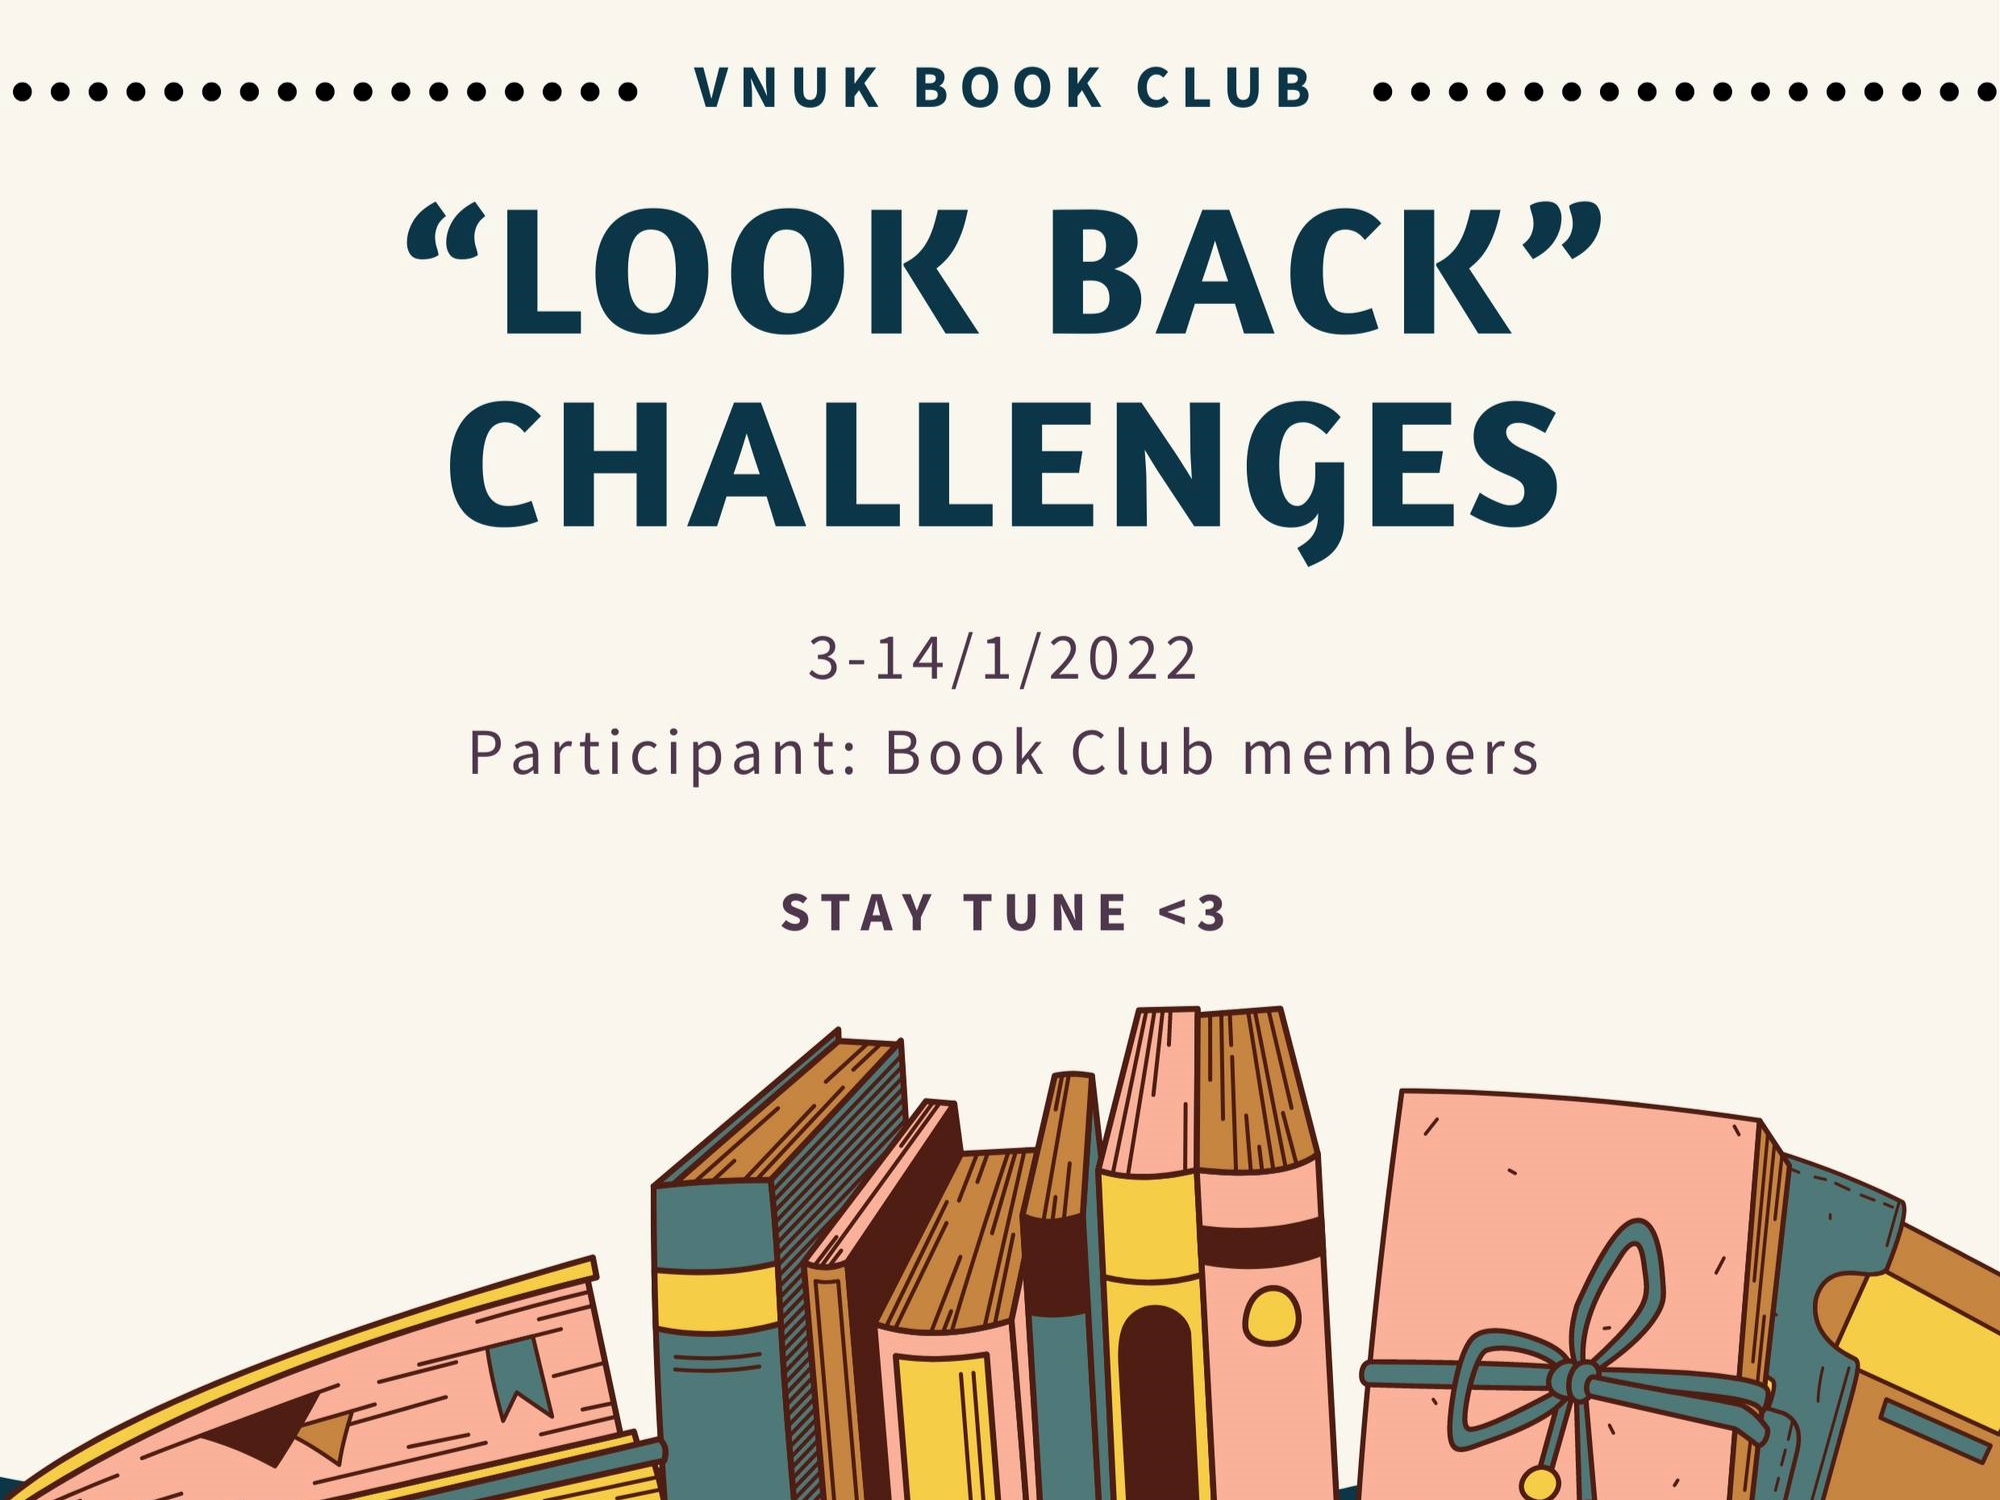 VNUK BOOK CLUB
“LOOK BACK”
CHALLENGES
3-14/1/2022
Participant: Book Club members
STAY TUNE <3